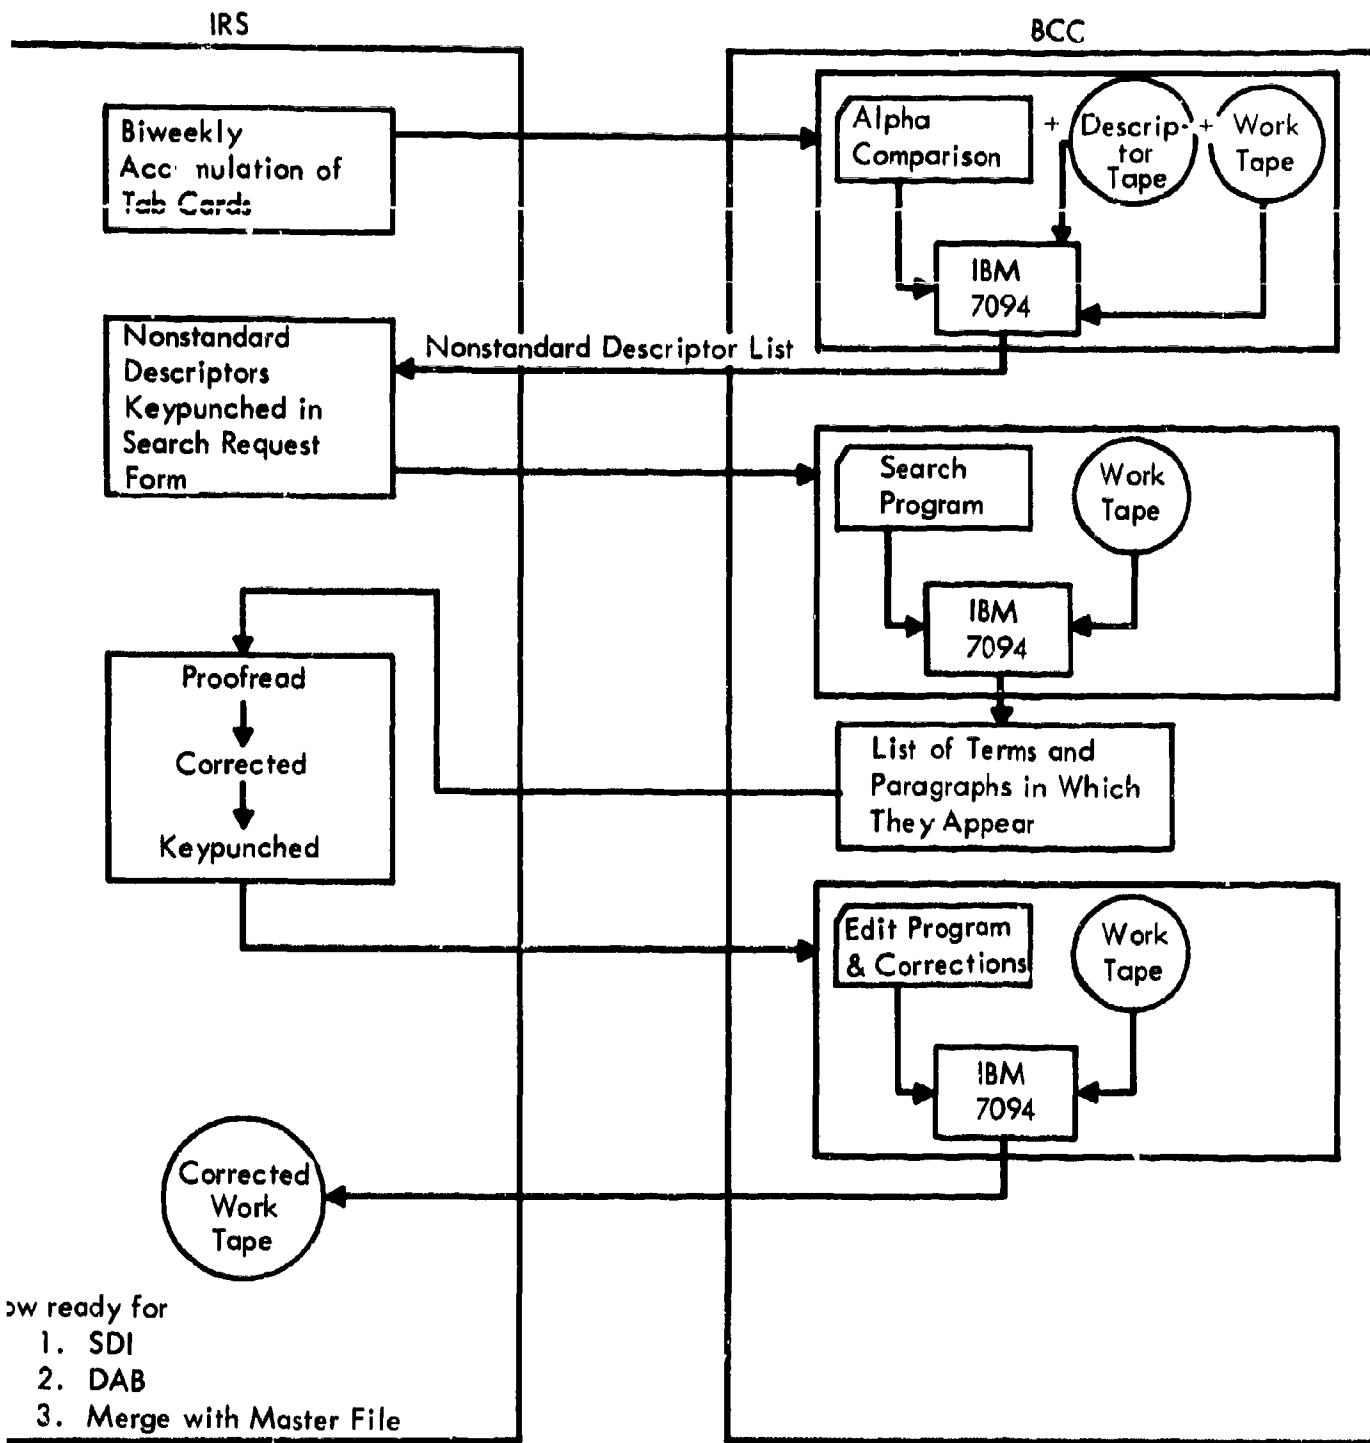 IRS
BCC
Biweekly
of
Tab Cards
Alpha
Comparison
+
Descrip-
tor
Tape
+
Work
Tape
IBM
7094
Nonstandard
Descriptors
Keypunched in
Search Request
Form
Nonstandard Descriptor List
Search
Program
Work
Tape
IBM
7094
Proofread
Corrected
Keypunched
List of Terms and
Paragraphs in Which
They Appear
Edit Program
& Corrections
Work
Tape
IBM
7094
Corrected
Work
Tape
ready for
1. SDI
2. DAB
3. Merge with Master File